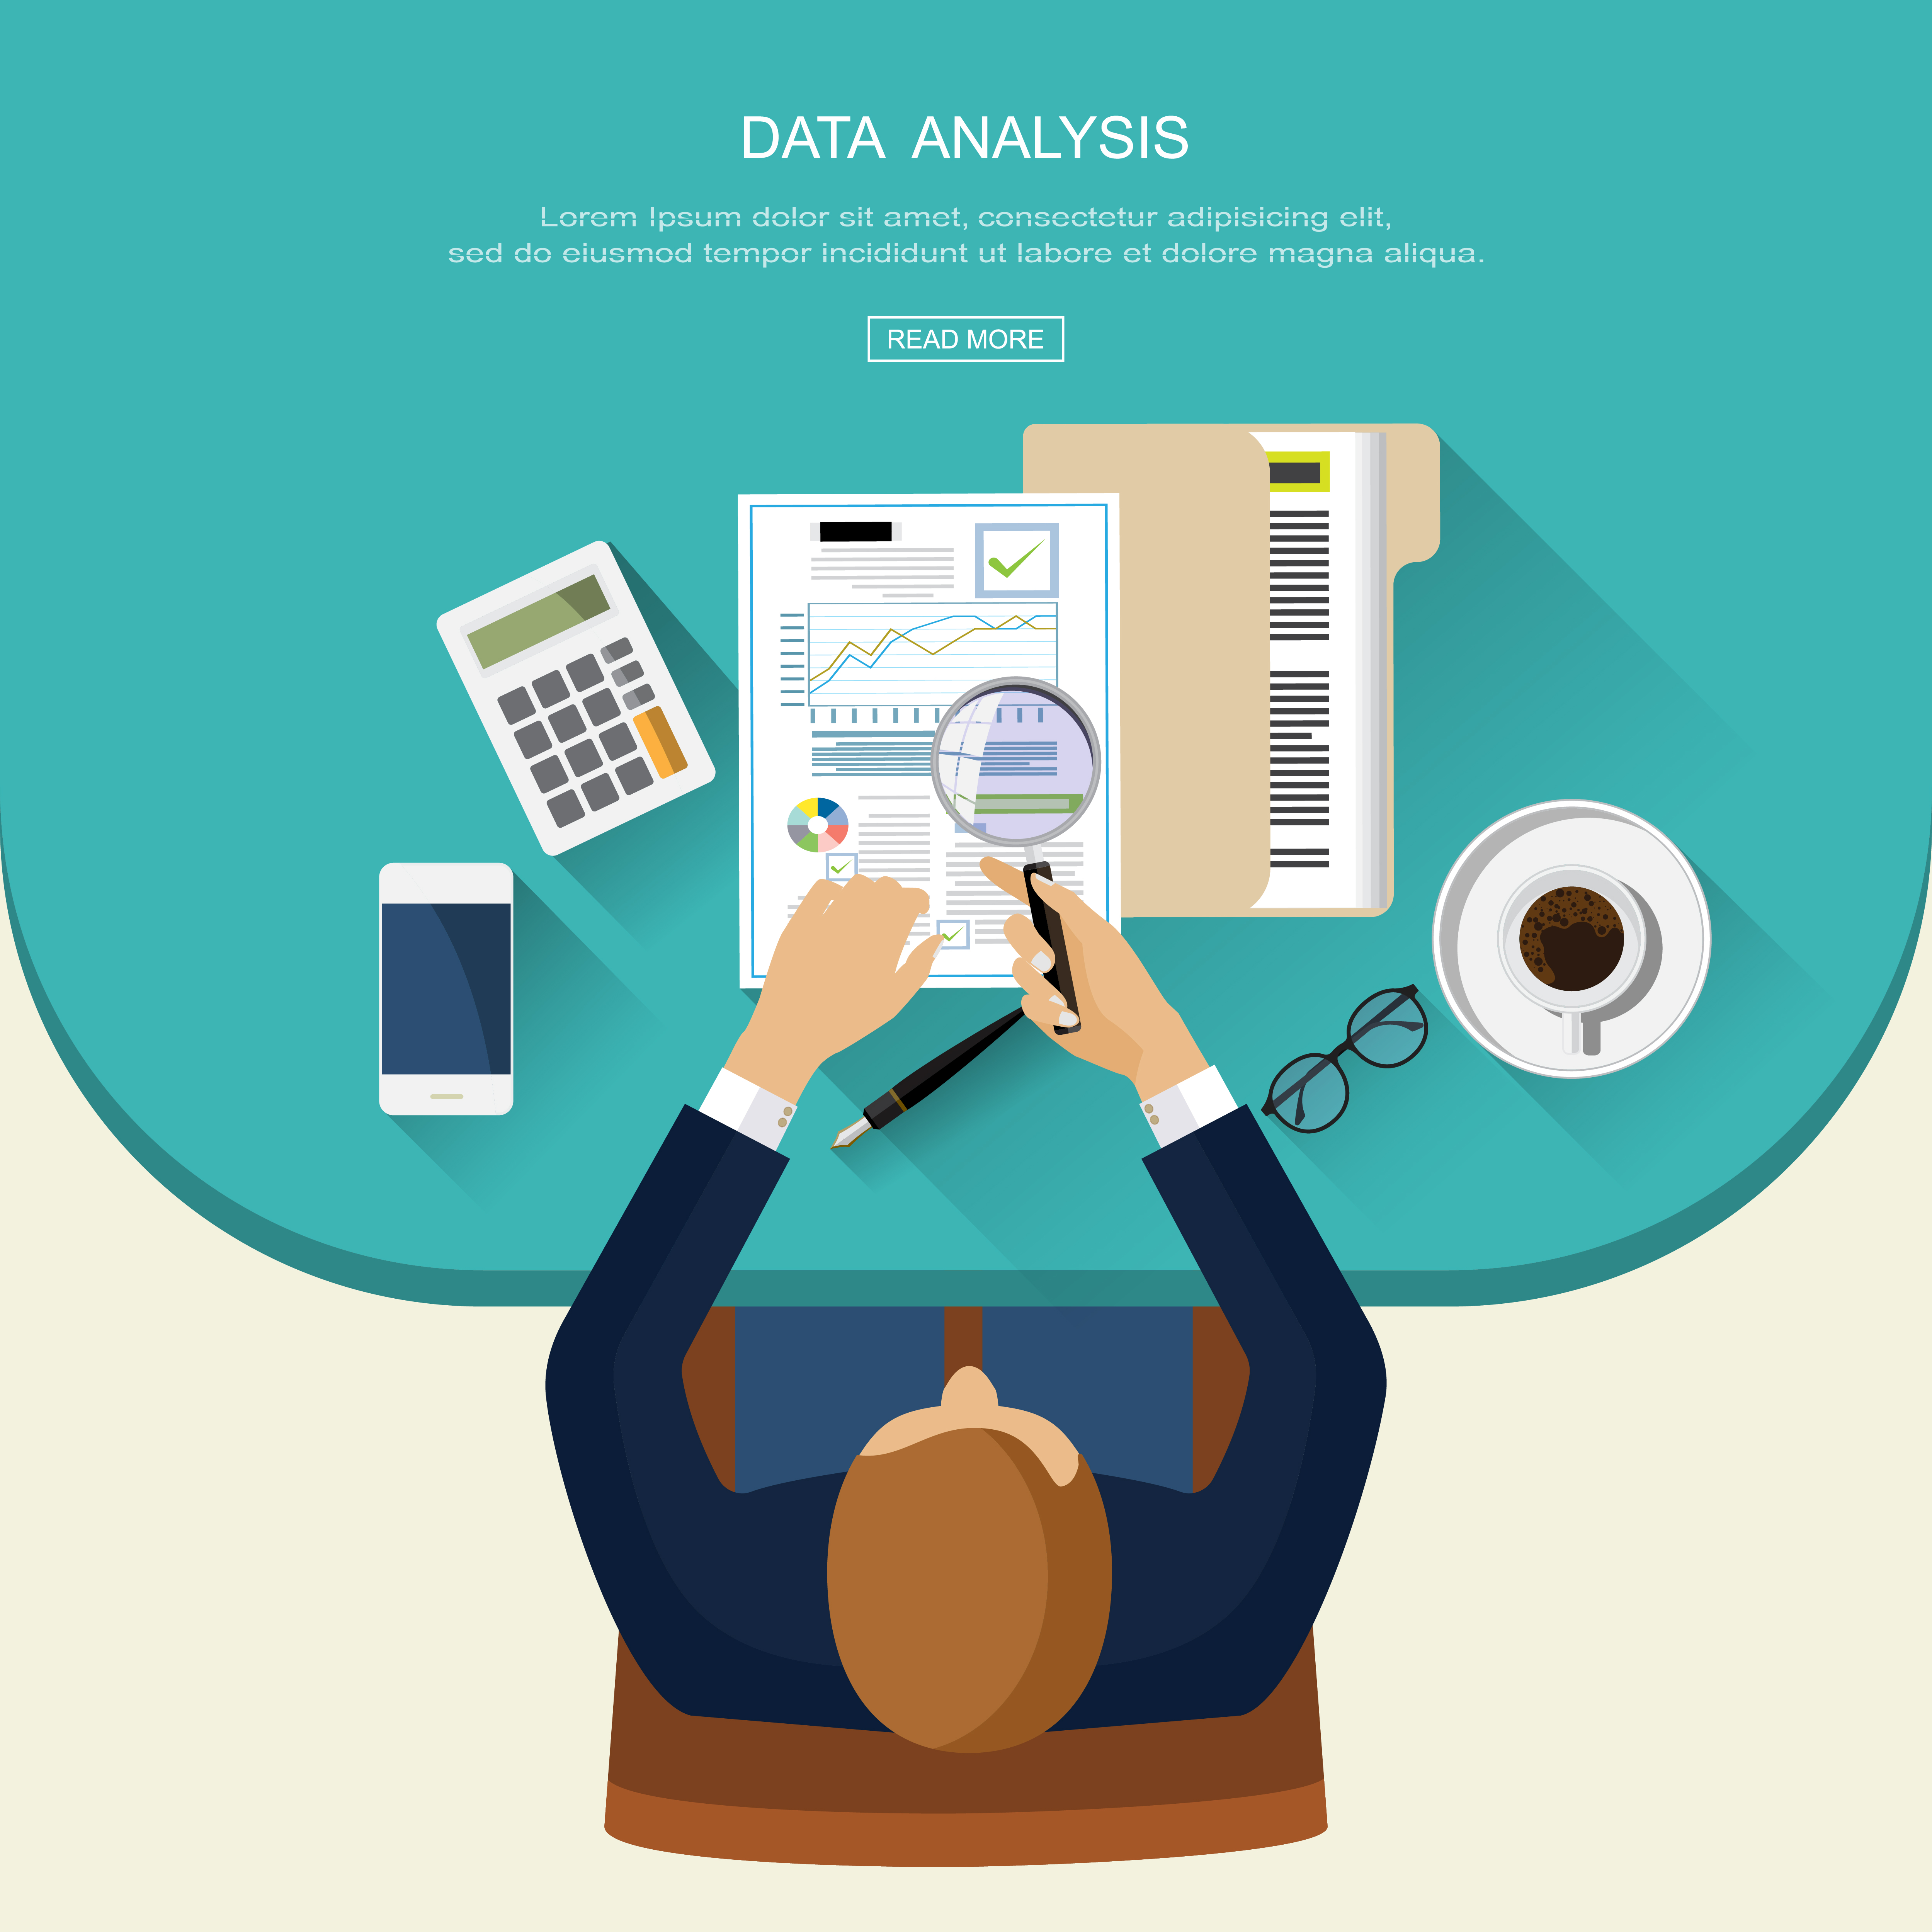 DATA ANALYSIS
Lorem Ipsum dolor sit amet, consectetur adipisicing elit,
sed do eiusmod tempor incididunt ut labore et dolore magna aliqua.
READ MORE